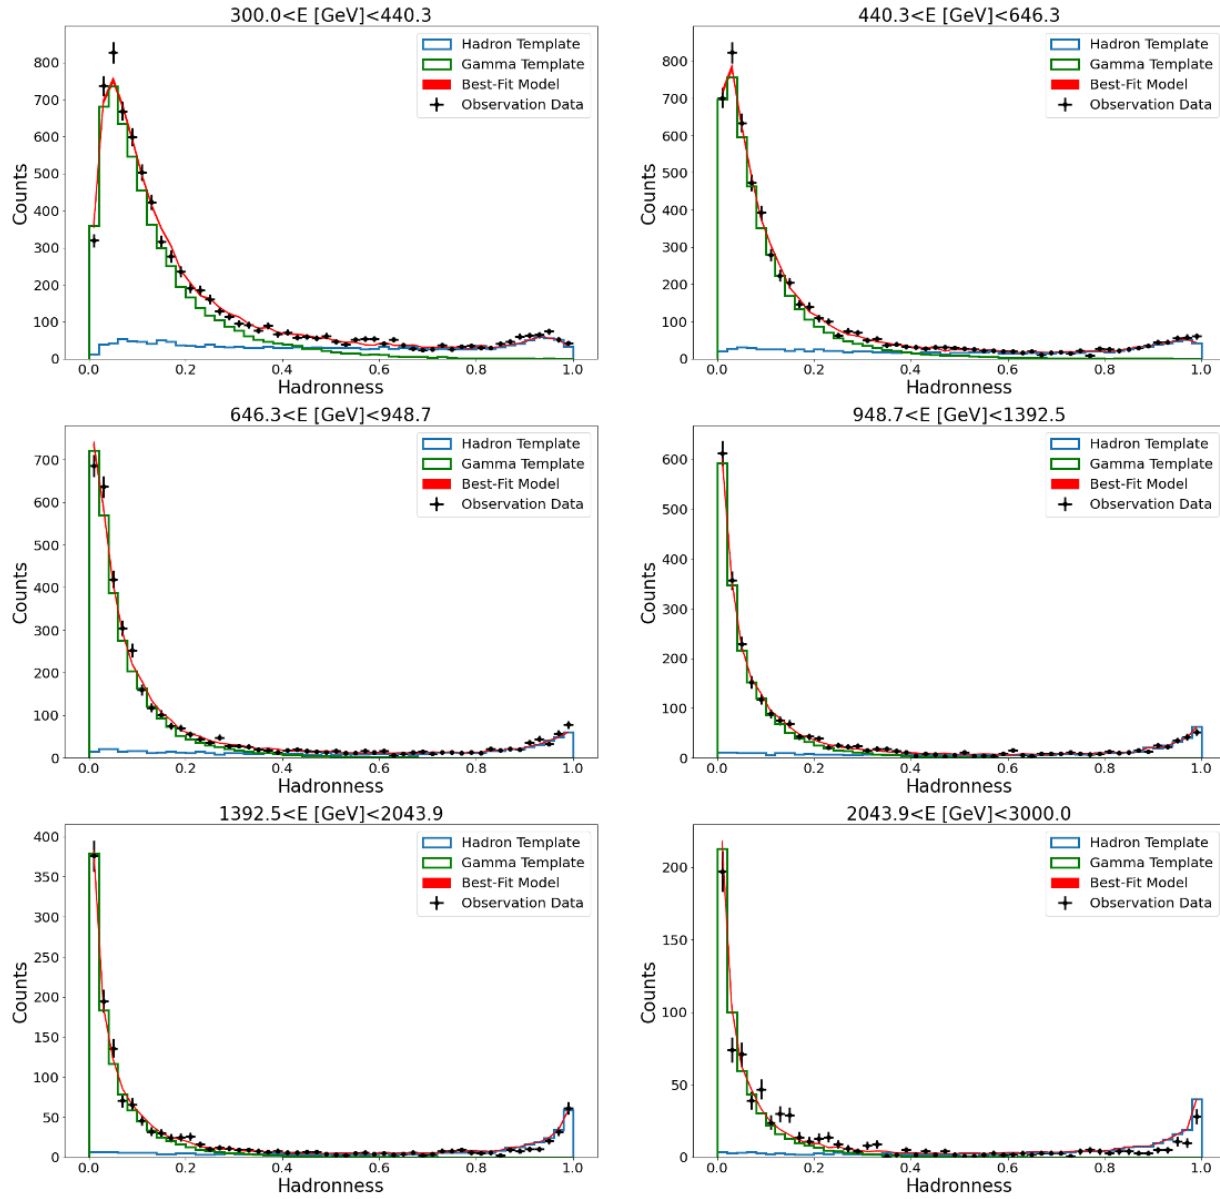 300.0<E [GeV]<440.3
Counts
800
700
600
500
400
300
200
100
0
0.0 0.2 0.4 0.6 0.8 1.0
Hadronness
Hadron Template
Gamma Template
Best-Fit Model
Observation Data
440.3<E [GeV]<646.3
Counts
800
700
600
500
400
300
200
100
0
0.0 0.2 0.4 0.6 0.8 1.0
Hadronness
Hadron Template
Gamma Template
Best-Fit Model
Observation Data
646.3<E [GeV]<948.7
Counts
700
600
500
400
300
200
100
0
0.0 0.2 0.4 0.6 0.8 1.0
Hadronness
Hadron Template
Gamma Template
Best-Fit Model
Observation Data
948.7<E [GeV]<1392.5
Counts
600
500
400
300
200
100
0
0.0 0.2 0.4 0.6 0.8 1.0
Hadronness
Hadron Template
Gamma Template
Best-Fit Model
Observation Data
1392.5<E [GeV]<2043.9
Counts
400
350
300
250
200
150
100
50
0
0.0 0.2 0.4 0.6 0.8 1.0
Hadronness
Hadron Template
Gamma Template
Best-Fit Model
Observation Data
2043.9<E [GeV]<3000.0
Counts
200
150
100
50
0
0.0 0.2 0.4 0.6 0.8 1.0
Hadronness
Hadron Template
Gamma Template
Best-Fit Model
Observation Data